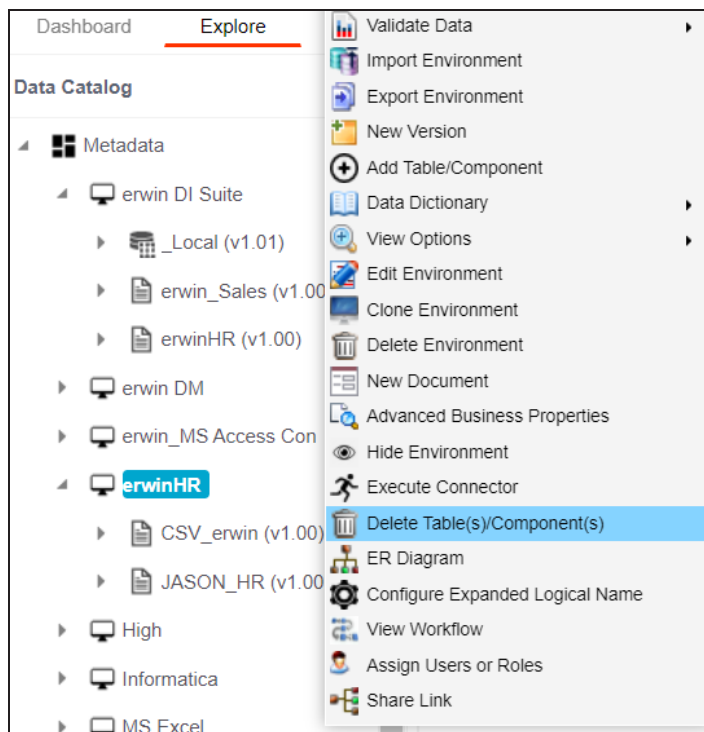 Dashboard
Explore
Data Catalog
Metadata
erwin DI Suite
_Local (v1.01)
erwin_Sales (v1.00
erwinHR (v1.00)
erwin DM
erwin_MS Access Con
erwinHR
CSV_erwin (v1.00)
JASON_HR (v1.00
High
Informatica
MS Excel
Validate Data
Import Environment
Export Environment
New Version
Add Table/Component
Data Dictionary
View Options
Edit Environment
Clone Environment
Delete Environment
New Document
Advanced Business Properties
Hide Environment
Execute Connector
Delete Table(s)/Component(s)
ER Diagram
Configure Expanded Logical Name
View Workflow
Assign Users or Roles
Share Link